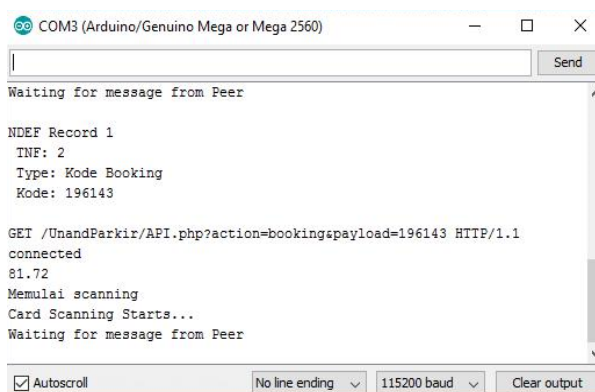 COM3 (Arduino/Genuino Mega or Mega 2560)
Send
Waiting for message from Peer
NDEF Record 1
TNF: 2
Type: Kode Booking
Kode: 196143
GET /UnandParkir/API.php?action=booking&payload=196143 HTTP/1.1
connected
81.72
Memulai scanning
Card Scanning Starts...
Waiting for message from Peer
Autoscroll No line ending 115200 baud Clear output